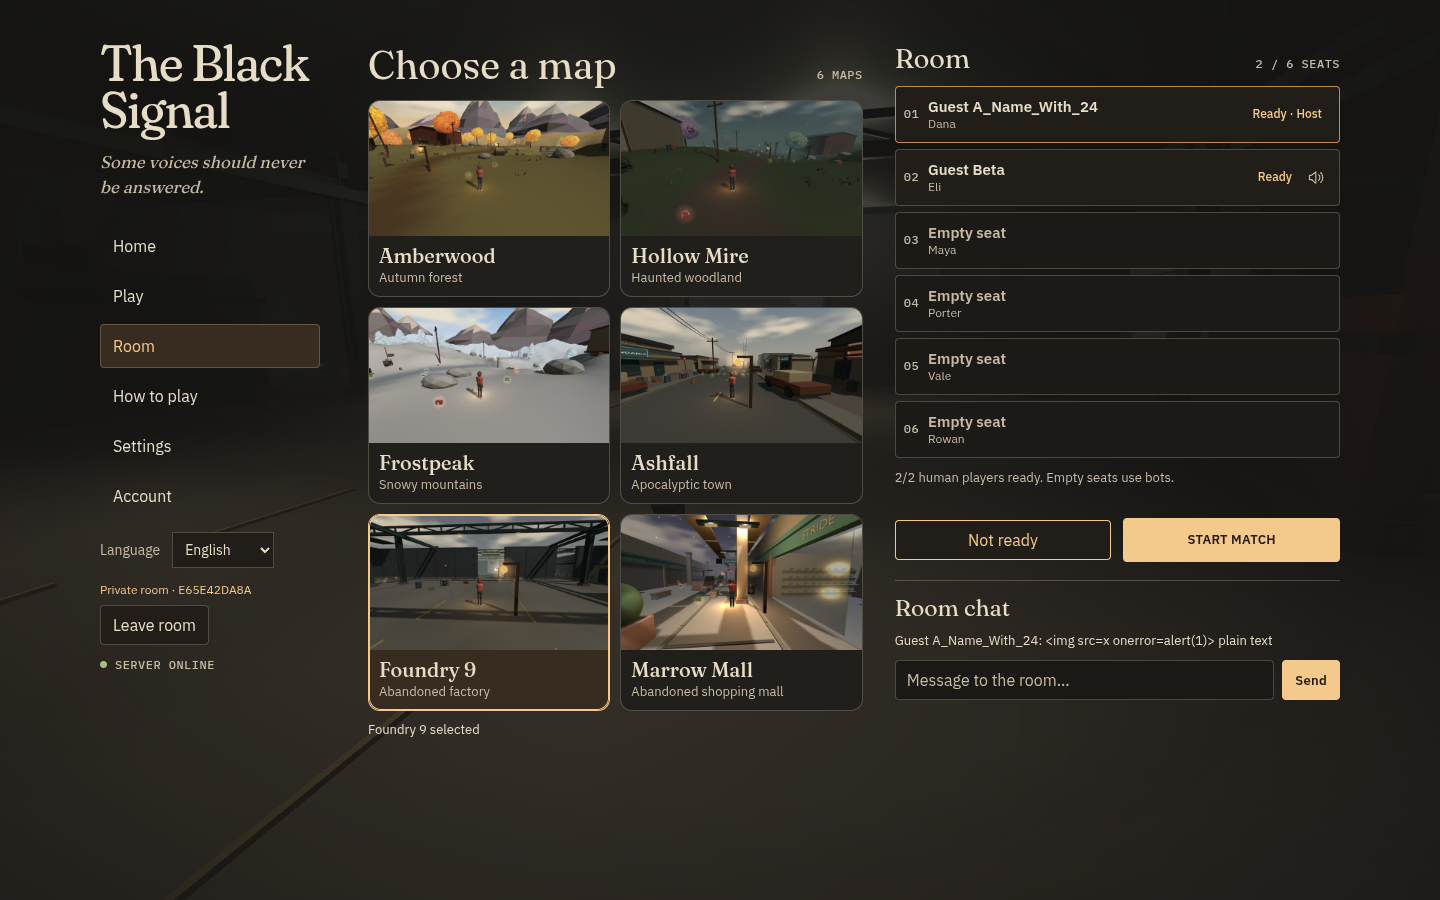 The Black
Signal
Some voices should never
be answered.
Home
Play
Room
How to play
Settings
Account
Language
English
Private room · E65E42DA8A
Leave room
SERVER ONLINE
Choose a map
6 MAPS
Amberwood
Autumn forest
Hollow Mire
Haunted woodland
Frostpeak
Snowy mountains
Ashfall
Apocalyptic town
Foundry 9
Abandoned factory
STRIDE
Marrow Mall
Abandoned shopping mall
Foundry 9 selected
Room
2 / 6 SEATS
01
Guest A_Name_With_24
Dana
Ready · Host
02
Guest Beta
Eli
Ready
03
Empty seat
Maya
04
Empty seat
Porter
05
Empty seat
Vale
06
Empty seat
Rowan
2/2 human players ready. Empty seats use bots.
Not ready
START MATCH
Room chat
Guest A_Name_With_24: <img src=x onerror=alert(1)> plain text
Message to the room...
Send